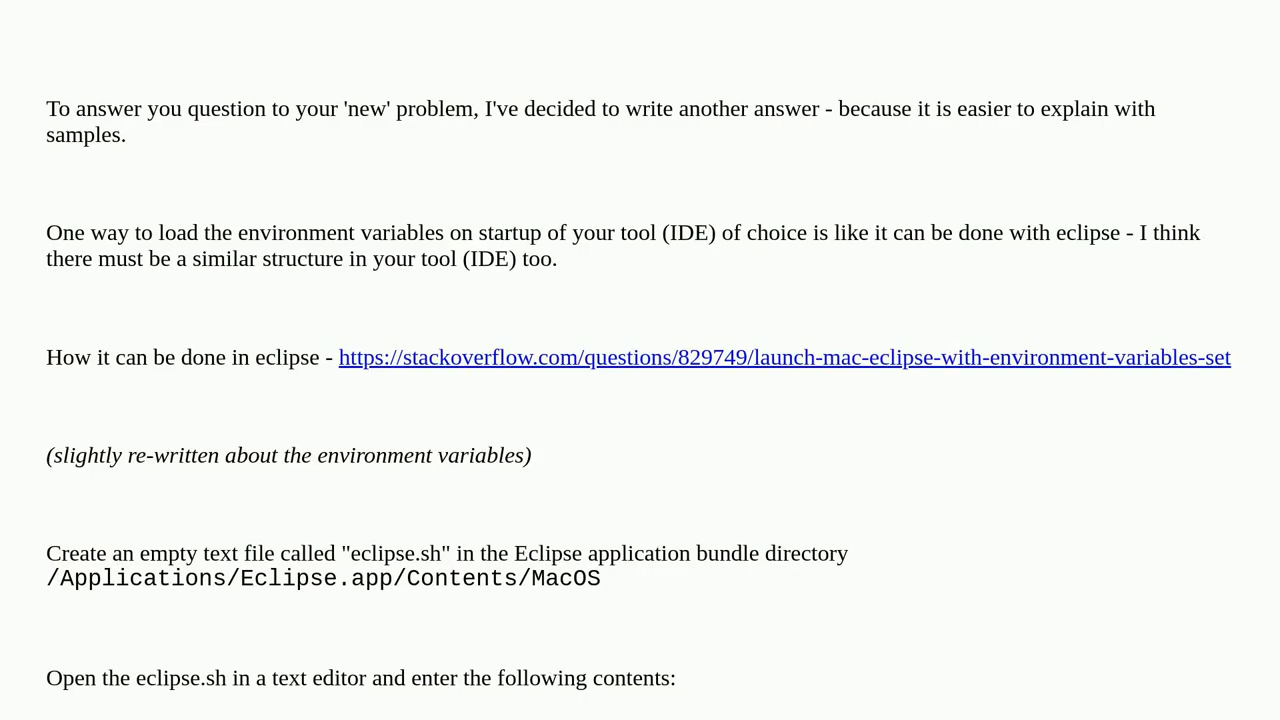 To answer you question to your 'new' problem, I've decided to write another answer - because it is easier to explain with
samples.
One way to load the environment variables on startup of your tool (IDE) of choice is like it can be done with eclipse - I think
there must be a similar structure in your tool (IDE) too.
How it can be done in eclipse - https://stackoverflow.com/questions/829749/launch-mac-eclipse-with-environment-variables-set
(slightly re-written about the environment variables)
Create an empty text file called "eclipse.sh" in the Eclipse application bundle directory
/Applications/Eclipse.app/Contents/MacOS
Open the eclipse.sh in a text editor and enter the following contents: